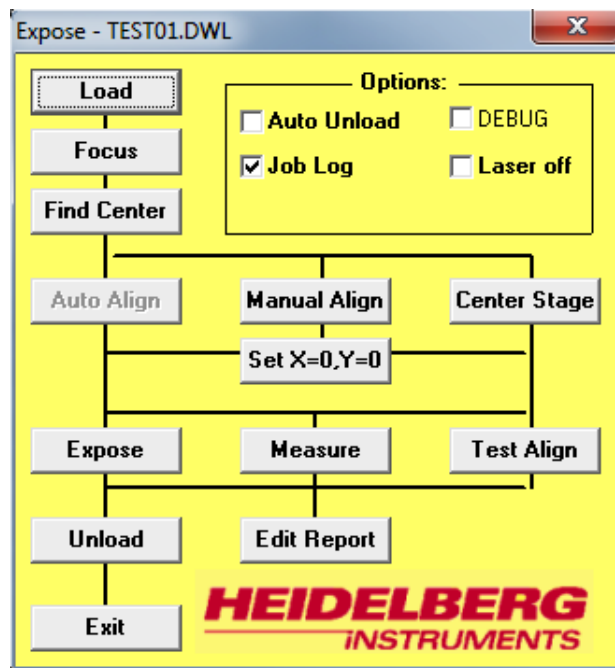 Expose - TEST01.DWL
Load
Options:
Auto Unload
DEBUG
Focus
Job Log
Laser off
Find Center
Auto Align
Manual Align
Center Stage
Set X=0,Y=0
Expose
Measure
Test Align
Unload
Edit Report
Exit
HEIDELBERG
INSTRUMENTS